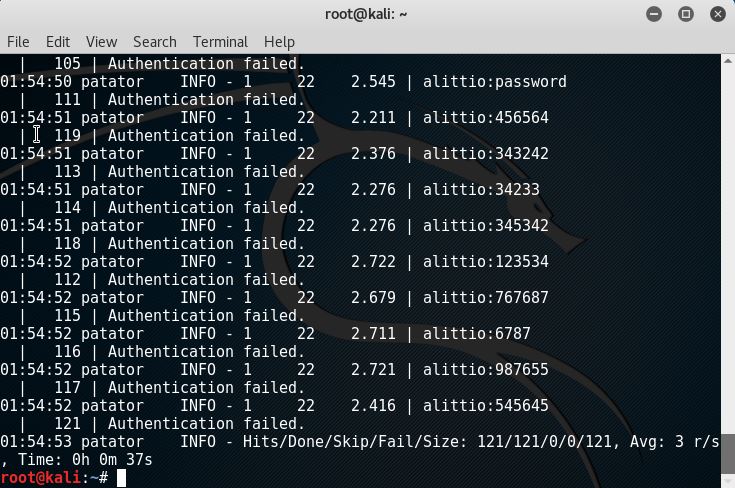 root@kali: ~
File Edit View Search Terminal Help
| 105 | Authentication failed.
01:54:50 patator INFO - 1 22 2.545 | alittio:password
| 111 | Authentication failed.
01:54:51 patator INFO - 1 22 2.211 | alittio:456564
| 119 | Authentication failed.
01:54:51 patator INFO - 1 22 2.376 | alittio:343242
| 113 | Authentication failed.
01:54:51 patator INFO - 1 22 2.276 | alittio:34233
| 114 | Authentication failed.
01:54:51 patator INFO - 1 22 2.276 | alittio:345342
| 118 | Authentication failed.
01:54:52 patator INFO - 1 22 2.722 | alittio:123534
| 112 | Authentication failed.
01:54:52 patator INFO - 1 22 2.679 | alittio:767687
| 115 | Authentication failed.
01:54:52 patator INFO - 1 22 2.711 | alittio:6787
| 116 | Authentication failed.
01:54:52 patator INFO - 1 22 2.721 | alittio:987655
| 117 | Authentication failed.
01:54:52 patator INFO - 1 22 2.416 | alittio:545645
| 121 | Authentication failed.
01:54:53 patator INFO - Hits/Done/Skip/Fail/Size: 121/121/0/0/121, Avg: 3 r/s
, Time: 0h 0m 37s
root@kali:~#